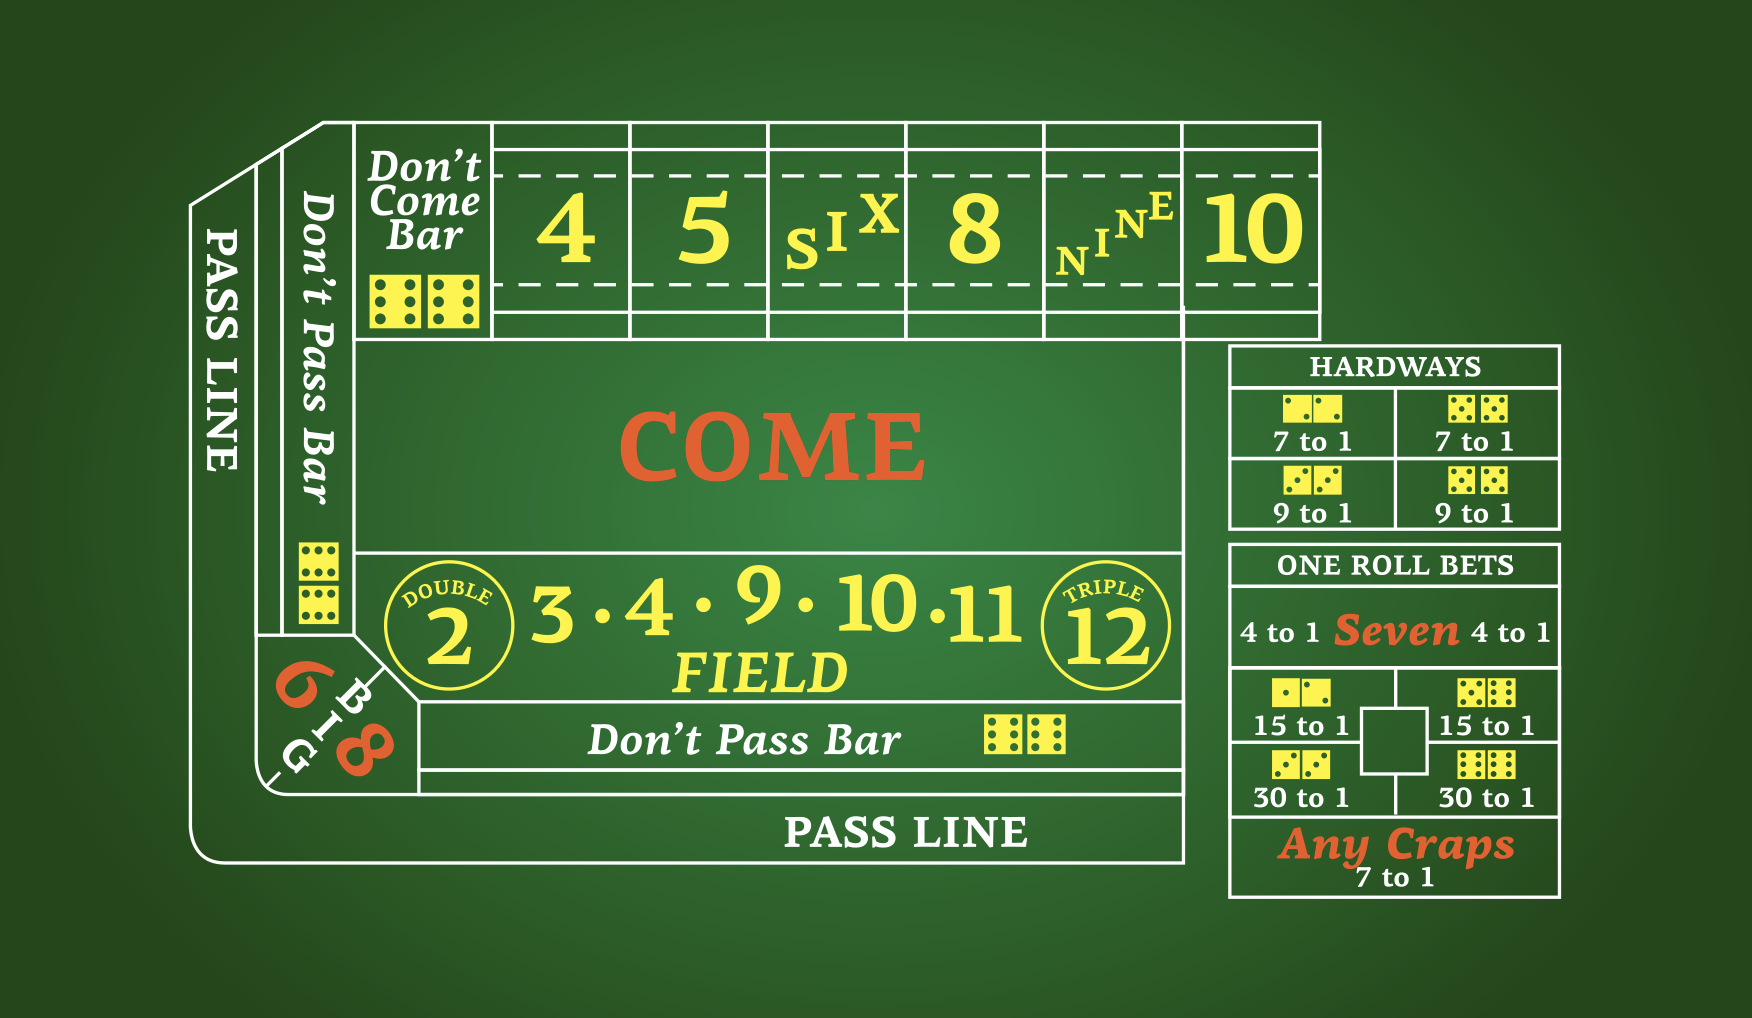 Don't
Come
Bar
4
5
SIX
8
NINE
10
PASS LINE
Don't Pass Bar
COME
DOUBLE
2
3 • 4 • 9 • 10 • 11
TRIPLE
12
FIELD
6
BIG
8
Don't Pass Bar
PASS LINE
HARDWAYS
7 to 1
7 to 1
9 to 1
9 to 1
ONE ROLL BETS
4 to 1 Seven 4 to 1
15 to 1
15 to 1
30 to 1
30 to 1
Any Craps
7 to 1